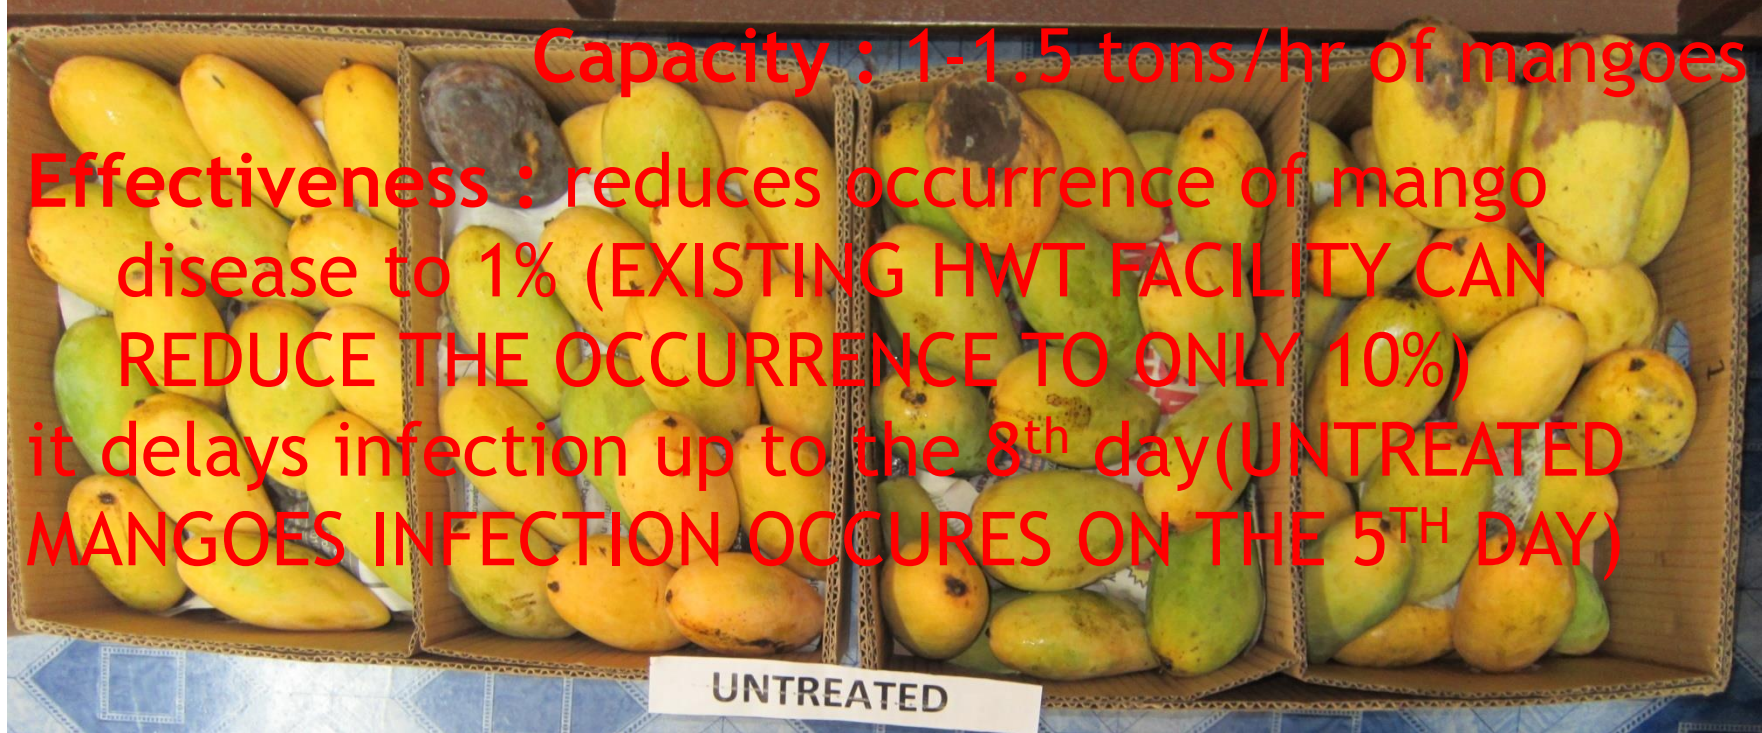 Capacity : 1-1.5 tons/hr of mangoes
Effectiveness : reduces occurrence of mango
disease to 1% (EXISTING HWT FACILITY CAN
REDUCE THE OCCURRENCE TO ONLY 10%)
it delays infection up to the 8th day(UNTREATED
MANGOES INFECTION OCCURES ON THE 5TH DAY)
UNTREATED